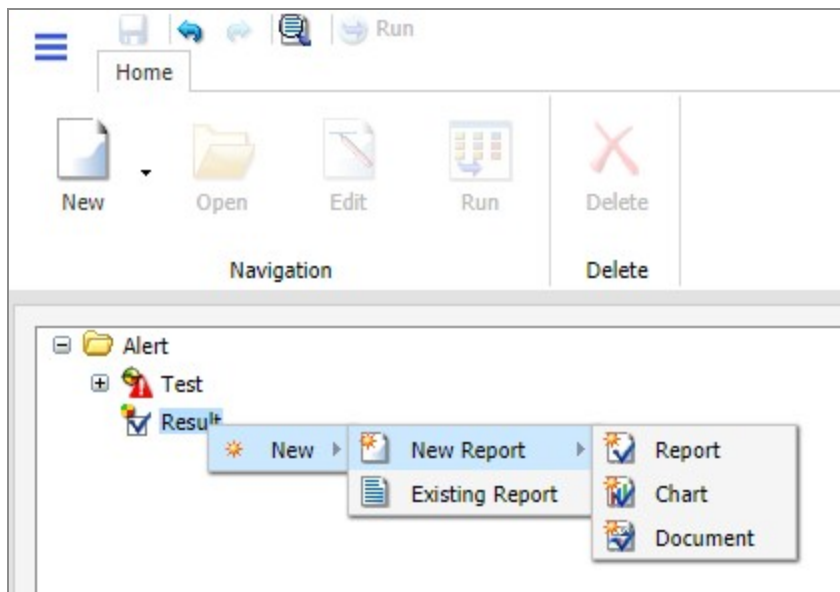 Run
Home
New Open Edit Run Delete
Navigation Delete
Alert
Test
Result
New New Report Report
Existing Report Chart
Document